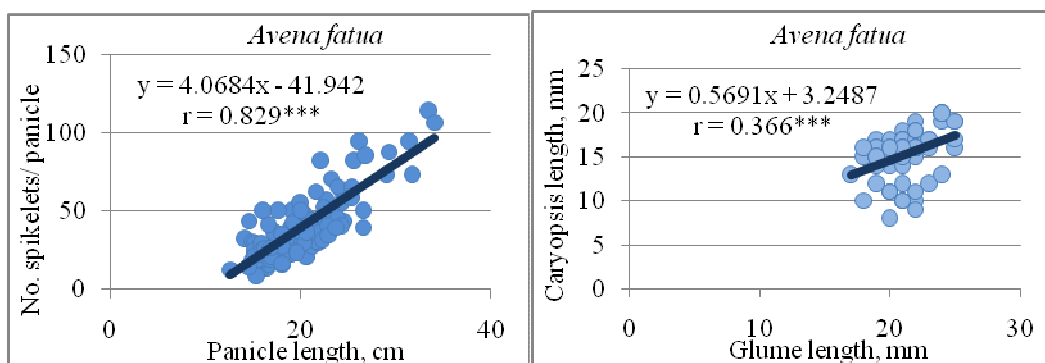 Avena fatua
150
100
50
0
y = 4.0684x - 41.942
r = 0.829***
No. spikelets/ panicle
0 20 40
Panicle length, cm
Avena fatua
25
20
15
10
5
0
y = 0.5691x + 3.2487
r = 0.366***
Caryopsis length, mm
0 10 20 30
Glume length, mm